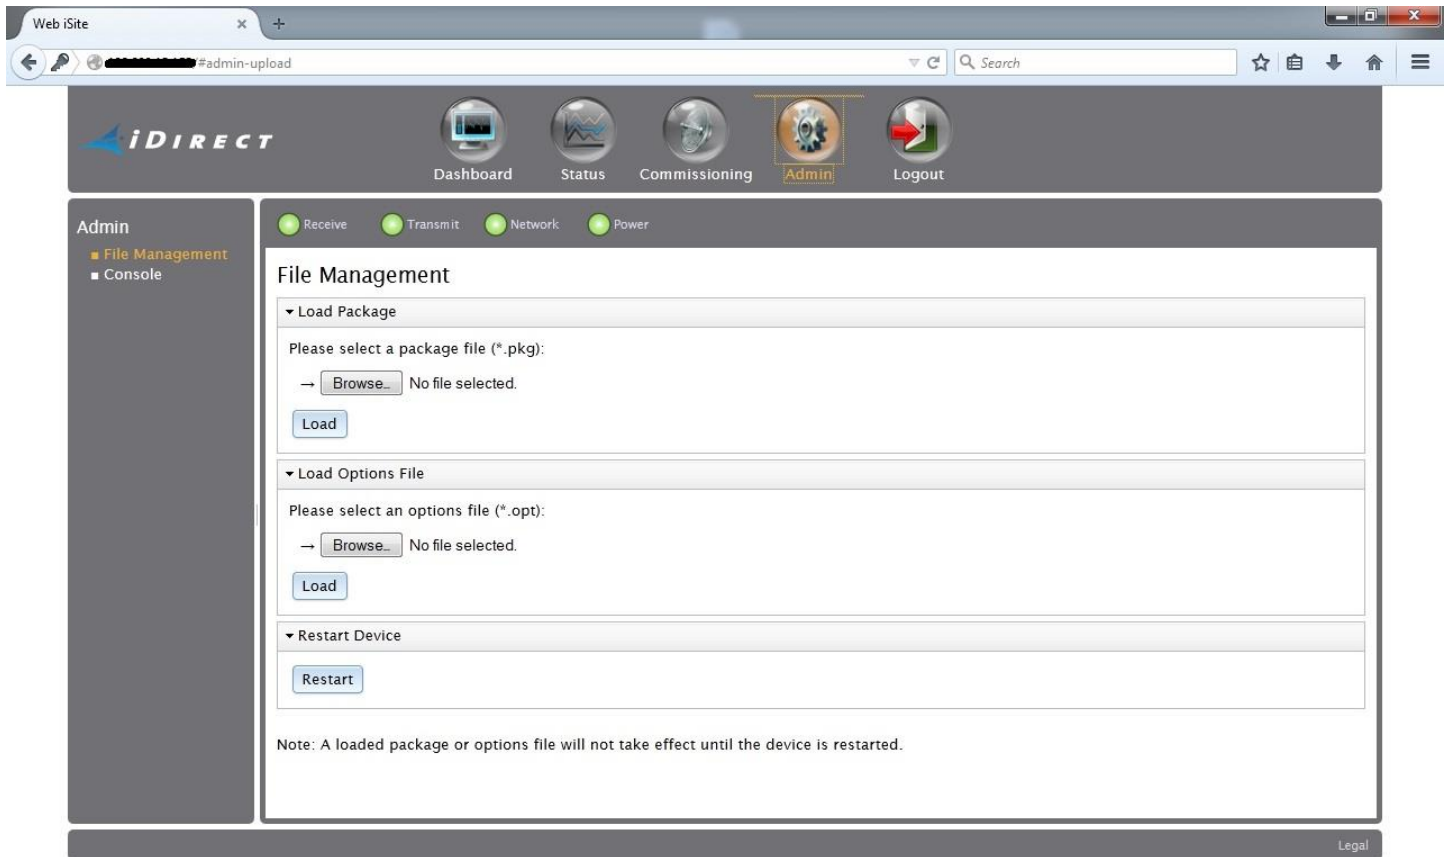 Web iSite
/#admin-upload
Search
iDIRECT
Dashboard
Status
Commissioning
Admin
Logout
Admin
File Management
Console
Receive
Transmit
Network
Power
File Management
Load Package
Please select a package file (*.pkg):
→ Browse... No file selected.
Load
Load Options File
Please select an options file (*.opt):
→ Browse... No file selected.
Load
Restart Device
Restart
Note: A loaded package or options file will not take effect until the device is restarted.
Legal